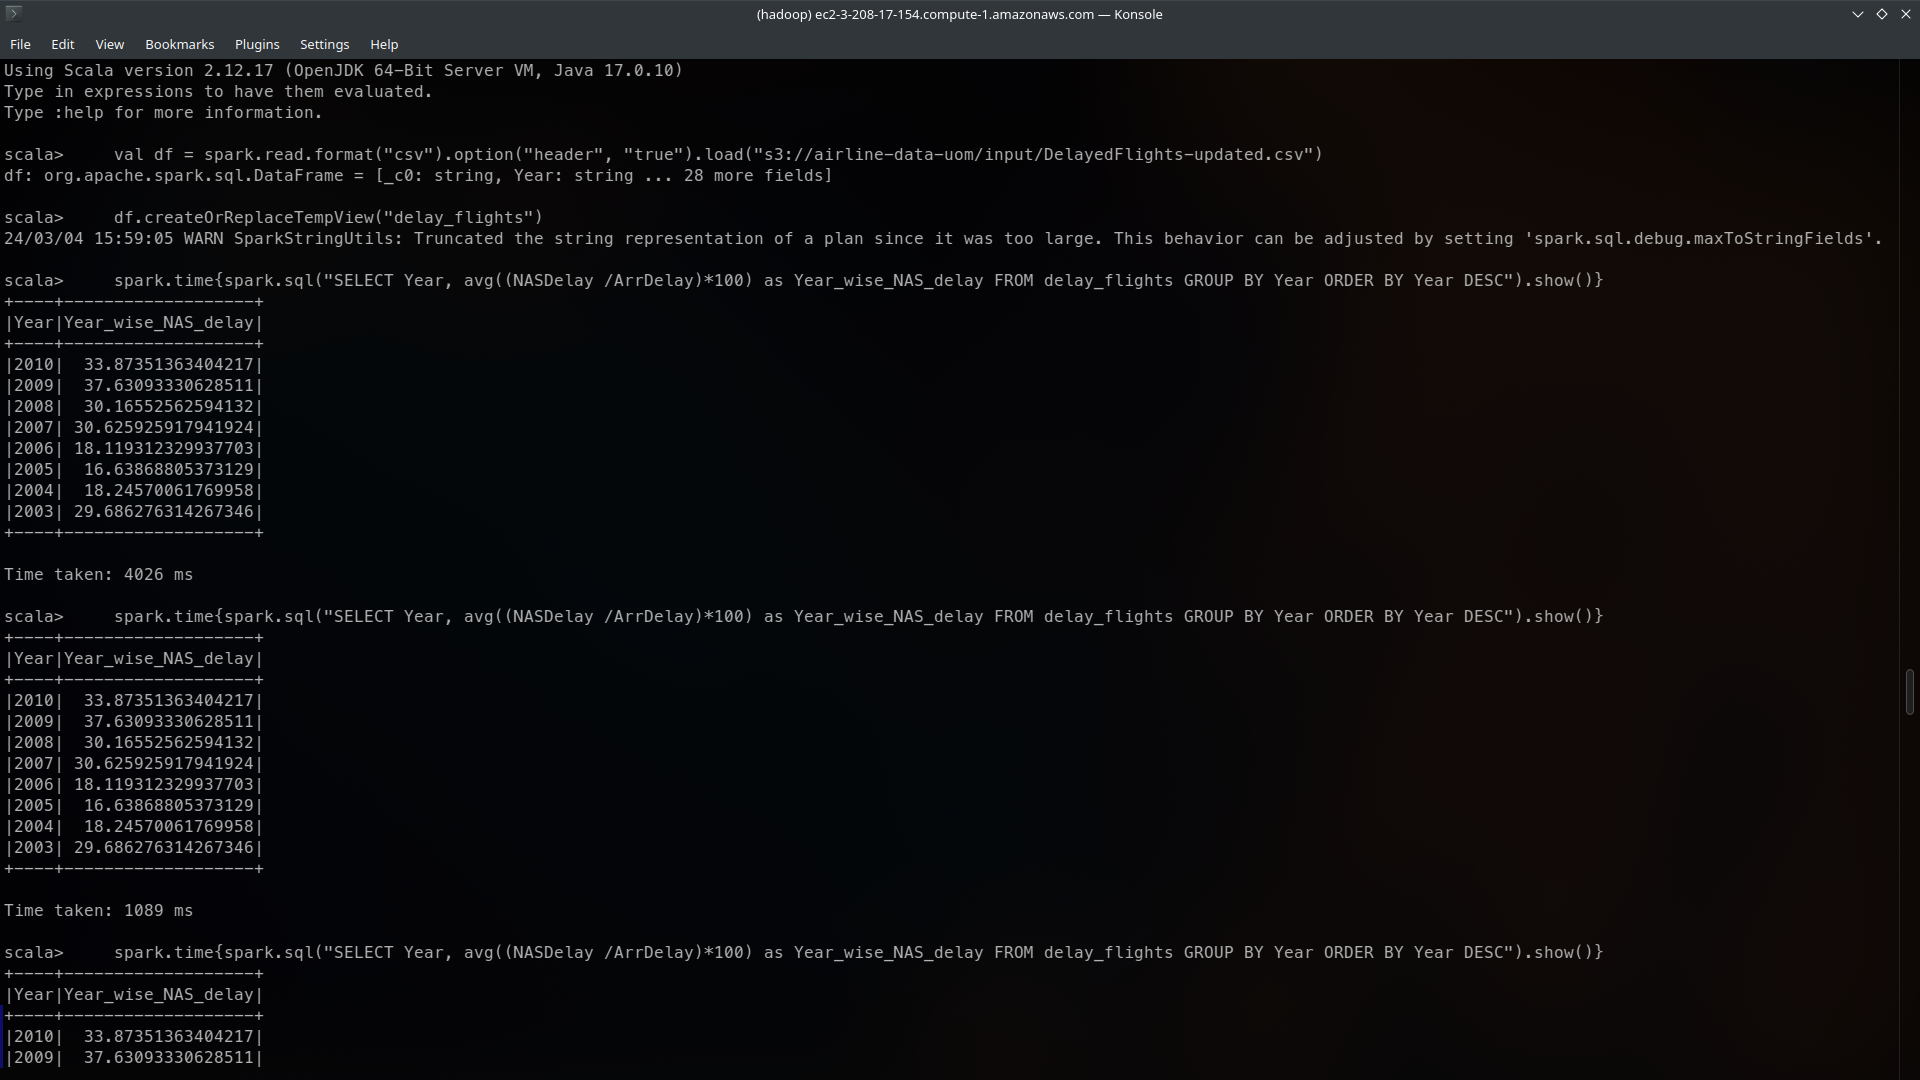 (hadoop) ec2-3-208-17-154.compute-1.amazonaws.com — Konsole
File Edit View Bookmarks Plugins Settings Help
Using Scala version 2.12.17 (OpenJDK 64-Bit Server VM, Java 17.0.10)
Type in expressions to have them evaluated.
Type :help for more information.
scala>     val df = spark.read.format("csv").option("header", "true").load("s3://airline-data-uom/input/DelayedFlights-updated.csv")
df: org.apache.spark.sql.DataFrame = [_c0: string, Year: string ... 28 more fields]
scala>     df.createOrReplaceTempView("delay_flights")
24/03/04 15:59:05 WARN SparkStringUtils: Truncated the string representation of a plan since it was too large. This behavior can be adjusted by setting 'spark.sql.debug.maxToStringFields'.
scala>     spark.time{spark.sql("SELECT Year, avg((NASDelay /ArrDelay)*100) as Year_wise_NAS_delay FROM delay_flights GROUP BY Year ORDER BY Year DESC").show()}
+----+-------------------+
|Year|Year_wise_NAS_delay|
+----+-------------------+
|2010|  33.87351363404217|
|2009|  37.63093330628511|
|2008|  30.16552562594132|
|2007| 30.625925917941924|
|2006| 18.119312329937703|
|2005|  16.63868805373129|
|2004|  18.24570061769958|
|2003| 29.686276314267346|
+----+-------------------+
Time taken: 4026 ms
scala>     spark.time{spark.sql("SELECT Year, avg((NASDelay /ArrDelay)*100) as Year_wise_NAS_delay FROM delay_flights GROUP BY Year ORDER BY Year DESC").show()}
+----+-------------------+
|Year|Year_wise_NAS_delay|
+----+-------------------+
|2010|  33.87351363404217|
|2009|  37.63093330628511|
|2008|  30.16552562594132|
|2007| 30.625925917941924|
|2006| 18.119312329937703|
|2005|  16.63868805373129|
|2004|  18.24570061769958|
|2003| 29.686276314267346|
+----+-------------------+
Time taken: 1089 ms
scala>     spark.time{spark.sql("SELECT Year, avg((NASDelay /ArrDelay)*100) as Year_wise_NAS_delay FROM delay_flights GROUP BY Year ORDER BY Year DESC").show()}
+----+-------------------+
|Year|Year_wise_NAS_delay|
+----+-------------------+
|2010|  33.87351363404217|
|2009|  37.63093330628511|